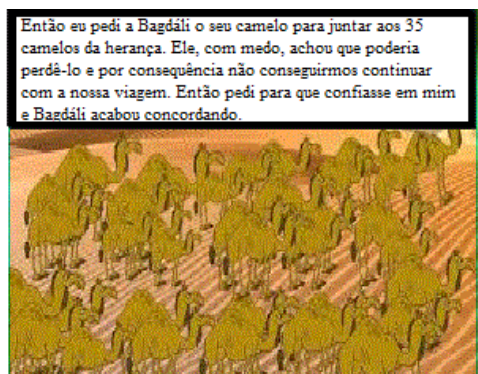 Então eu pedi a Bagdáli o seu camelo para juntar aos 35
camelos da herança. Ele, com medo, achou que poderia
perdê-lo e por consequência não conseguirmos continuar
com a nossa viagem. Então pedi para que confiasse em mim
e Bagdáli acabou concordando.